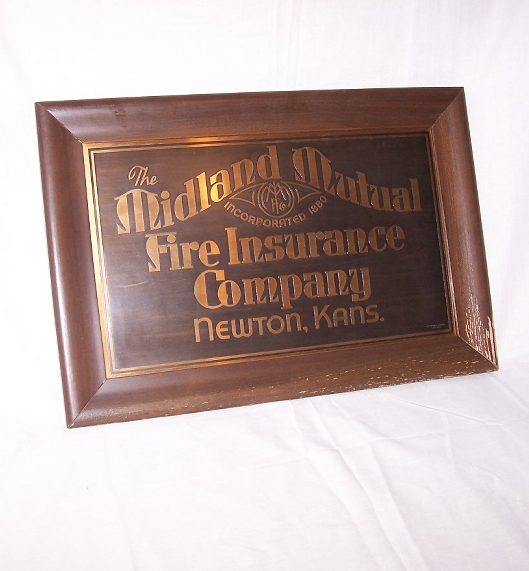 The
Midland Mutual
INCORPORATED 1880
Fire Insurance
Company
NEWTON, KANS.